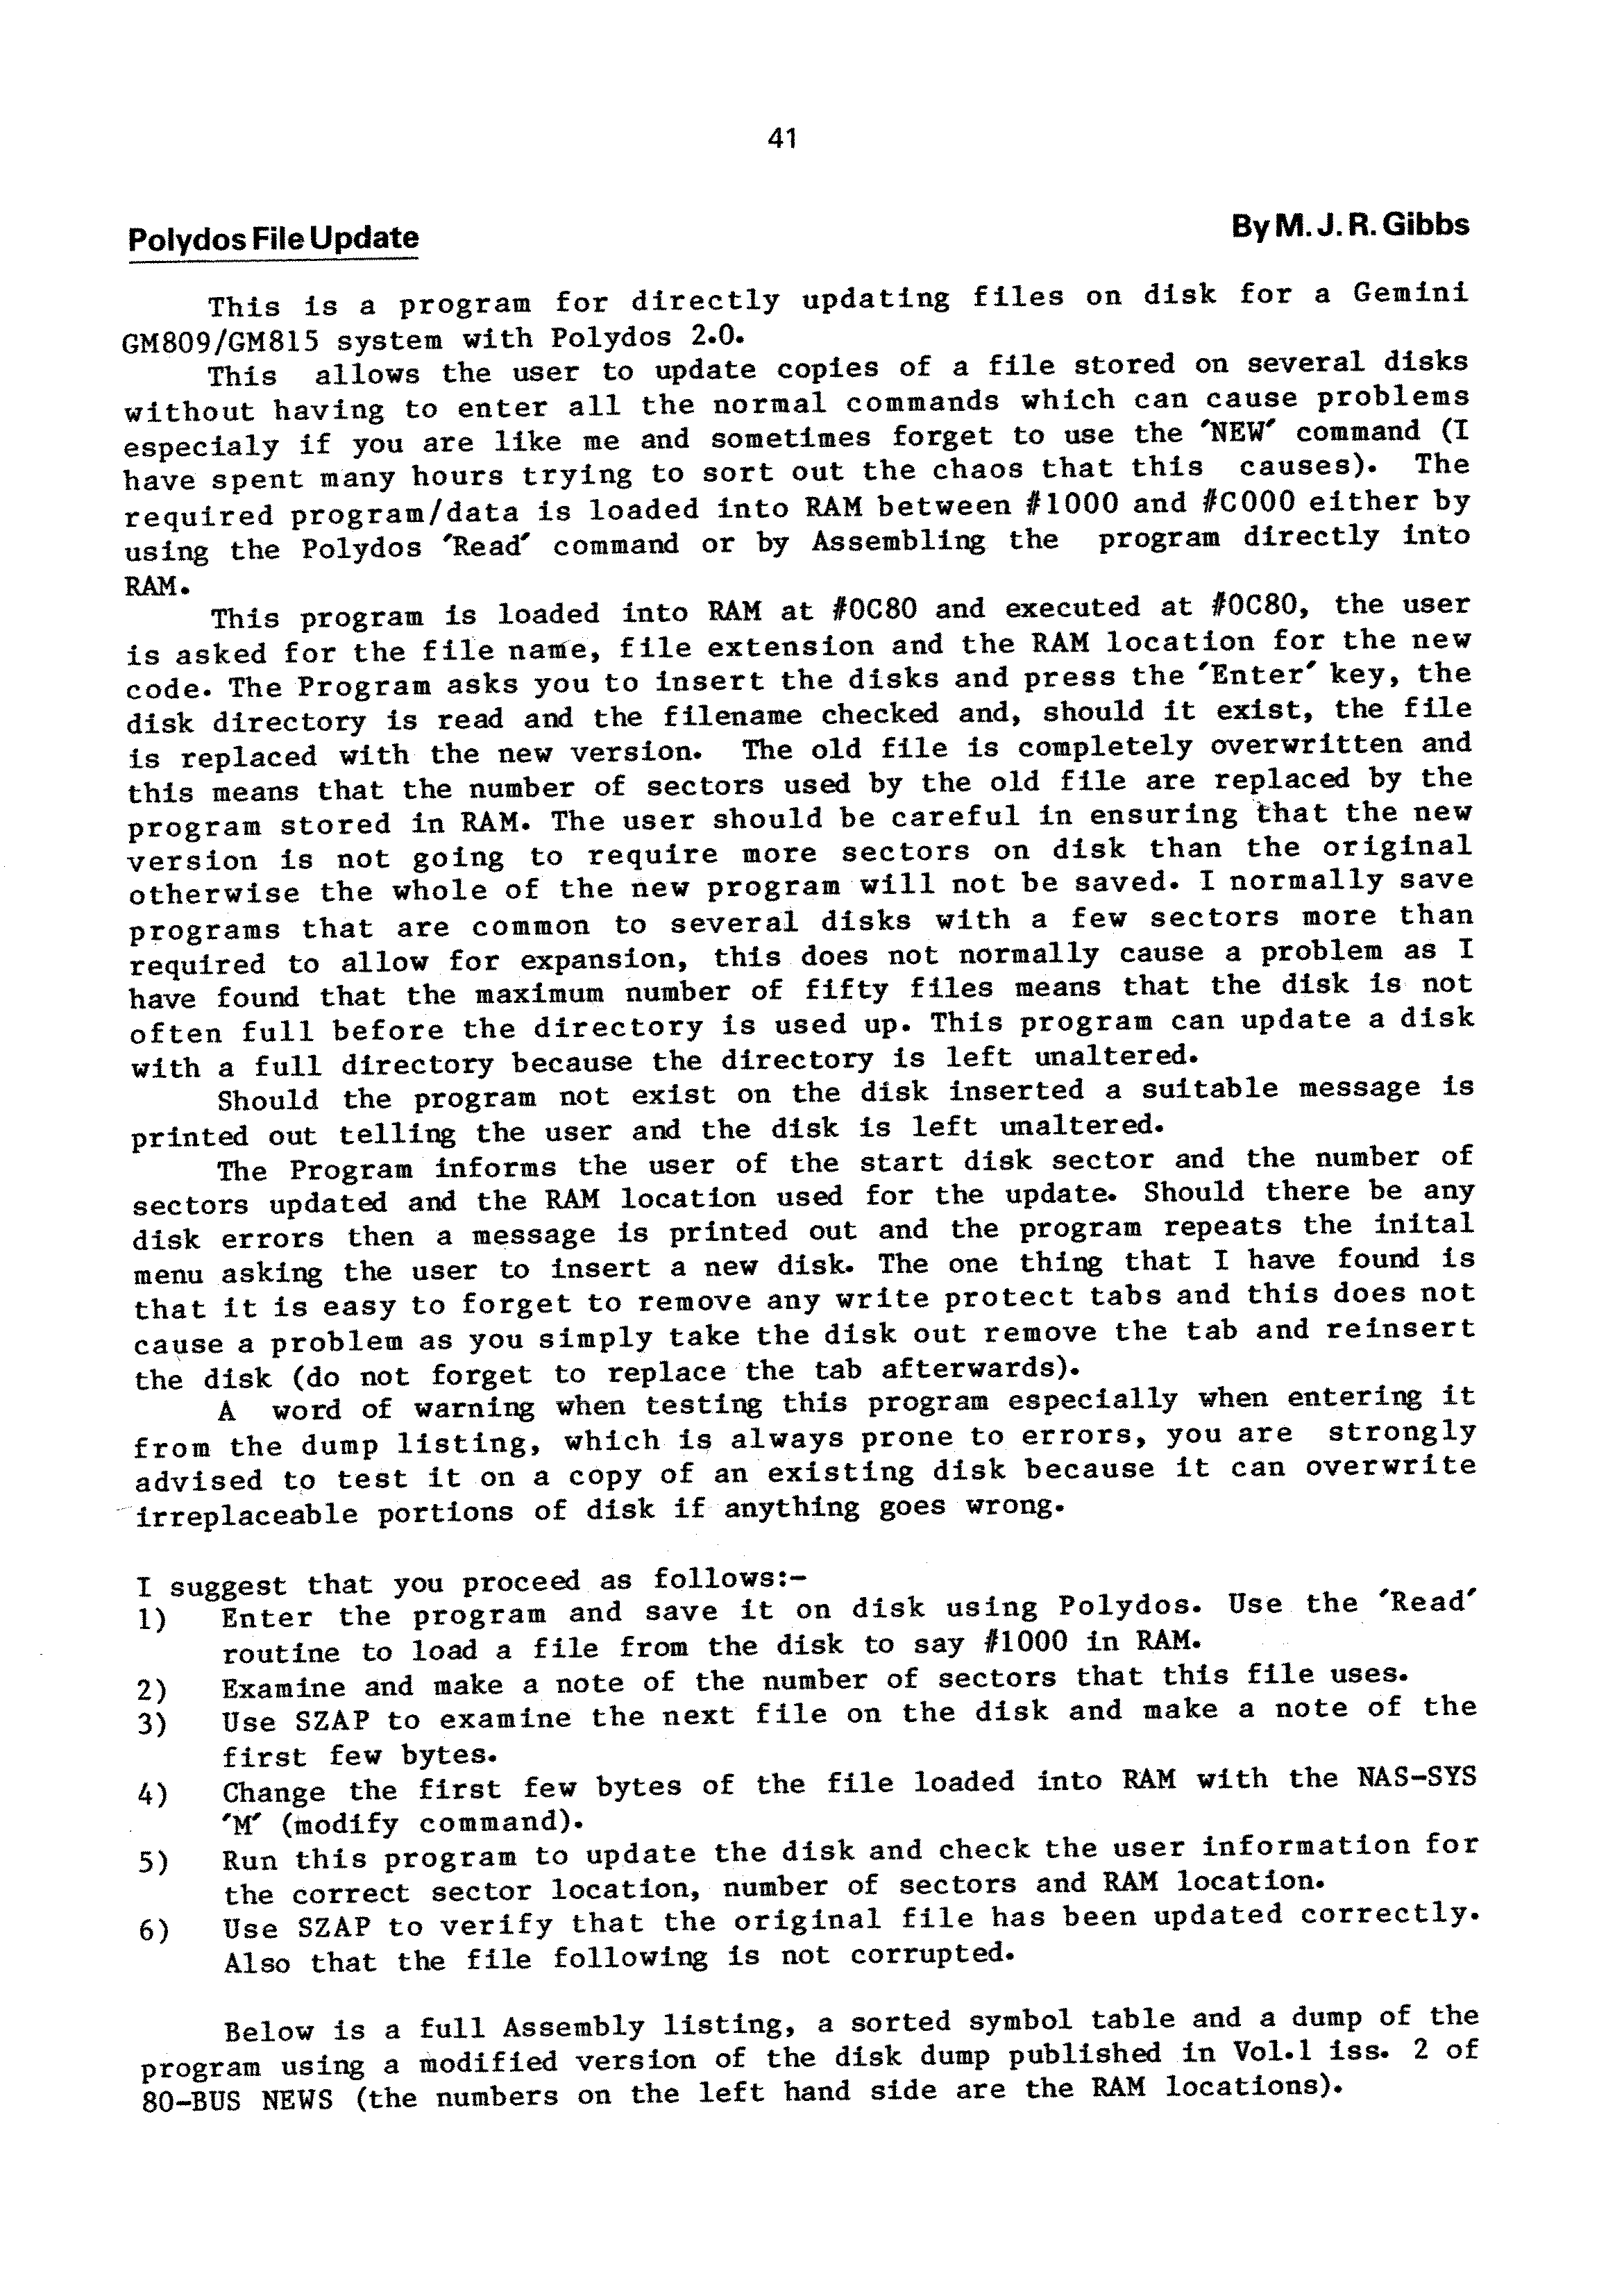 41
Polydos File Update
By M. J. R. Gibbs
This is a program for directly updating files on disk for a Gemini
GM809/GM815 system with Polydos 2.0.
This allows the user to update copies of a file stored on several disks
without having to enter all the normal commands which can cause problems
especialy if you are like me and sometimes forget to use the 'NEW' command (I
have spent many hours trying to sort out the chaos that this causes). The
required program/data is loaded into RAM between #1000 and #C000 either by
using the Polydos 'Read' command or by Assembling the program directly into
RAM.
This program is loaded into RAM at #0C80 and executed at #0C80, the user
is asked for the file name, file extension and the RAM location for the new
code. The Program asks you to insert the disks and press the 'Enter' key, the
disk directory is read and the filename checked and, should it exist, the file
is replaced with the new version. The old file is completely overwritten and
this means that the number of sectors used by the old file are replaced by the
program stored in RAM. The user should be careful in ensuring that the new
version is not going to require more sectors on disk than the original
otherwise the whole of the new program will not be saved. I normally save
programs that are common to several disks with a few sectors more than
required to allow for expansion, this does not normally cause a problem as I
have found that the maximum number of fifty files means that the disk is not
often full before the directory is used up. This program can update a disk
with a full directory because the directory is left unaltered.
Should the program not exist on the disk inserted a suitable message is
printed out telling the user and the disk is left unaltered.
The Program informs the user of the start disk sector and the number of
sectors updated and the RAM location used for the update. Should there be any
disk errors then a message is printed out and the program repeats the inital
menu asking the user to insert a new disk. The one thing that I have found is
that it is easy to forget to remove any write protect tabs and this does not
cause a problem as you simply take the disk out remove the tab and reinsert
the disk (do not forget to replace the tab afterwards).
A word of warning when testing this program especially when entering it
from the dump listing, which is always prone to errors, you are strongly
advised to test it on a copy of an existing disk because it can overwrite
irreplaceable portions of disk if anything goes wrong.
I suggest that you proceed as follows:-
1) Enter the program and save it on disk using Polydos. Use the 'Read'
routine to load a file from the disk to say #1000 in RAM.
2) Examine and make a note of the number of sectors that this file uses.
3) Use SZAP to examine the next file on the disk and make a note of the
first few bytes.
4) Change the first few bytes of the file loaded into RAM with the NAS-SYS
'M' (modify command).
5) Run this program to update the disk and check the user information for
the correct sector location, number of sectors and RAM location.
6) Use SZAP to verify that the original file has been updated correctly.
Also that the file following is not corrupted.
Below is a full Assembly listing, a sorted symbol table and a dump of the
program using a modified version of the disk dump published in Vol.1 iss. 2 of
80-BUS NEWS (the numbers on the left hand side are the RAM locations).